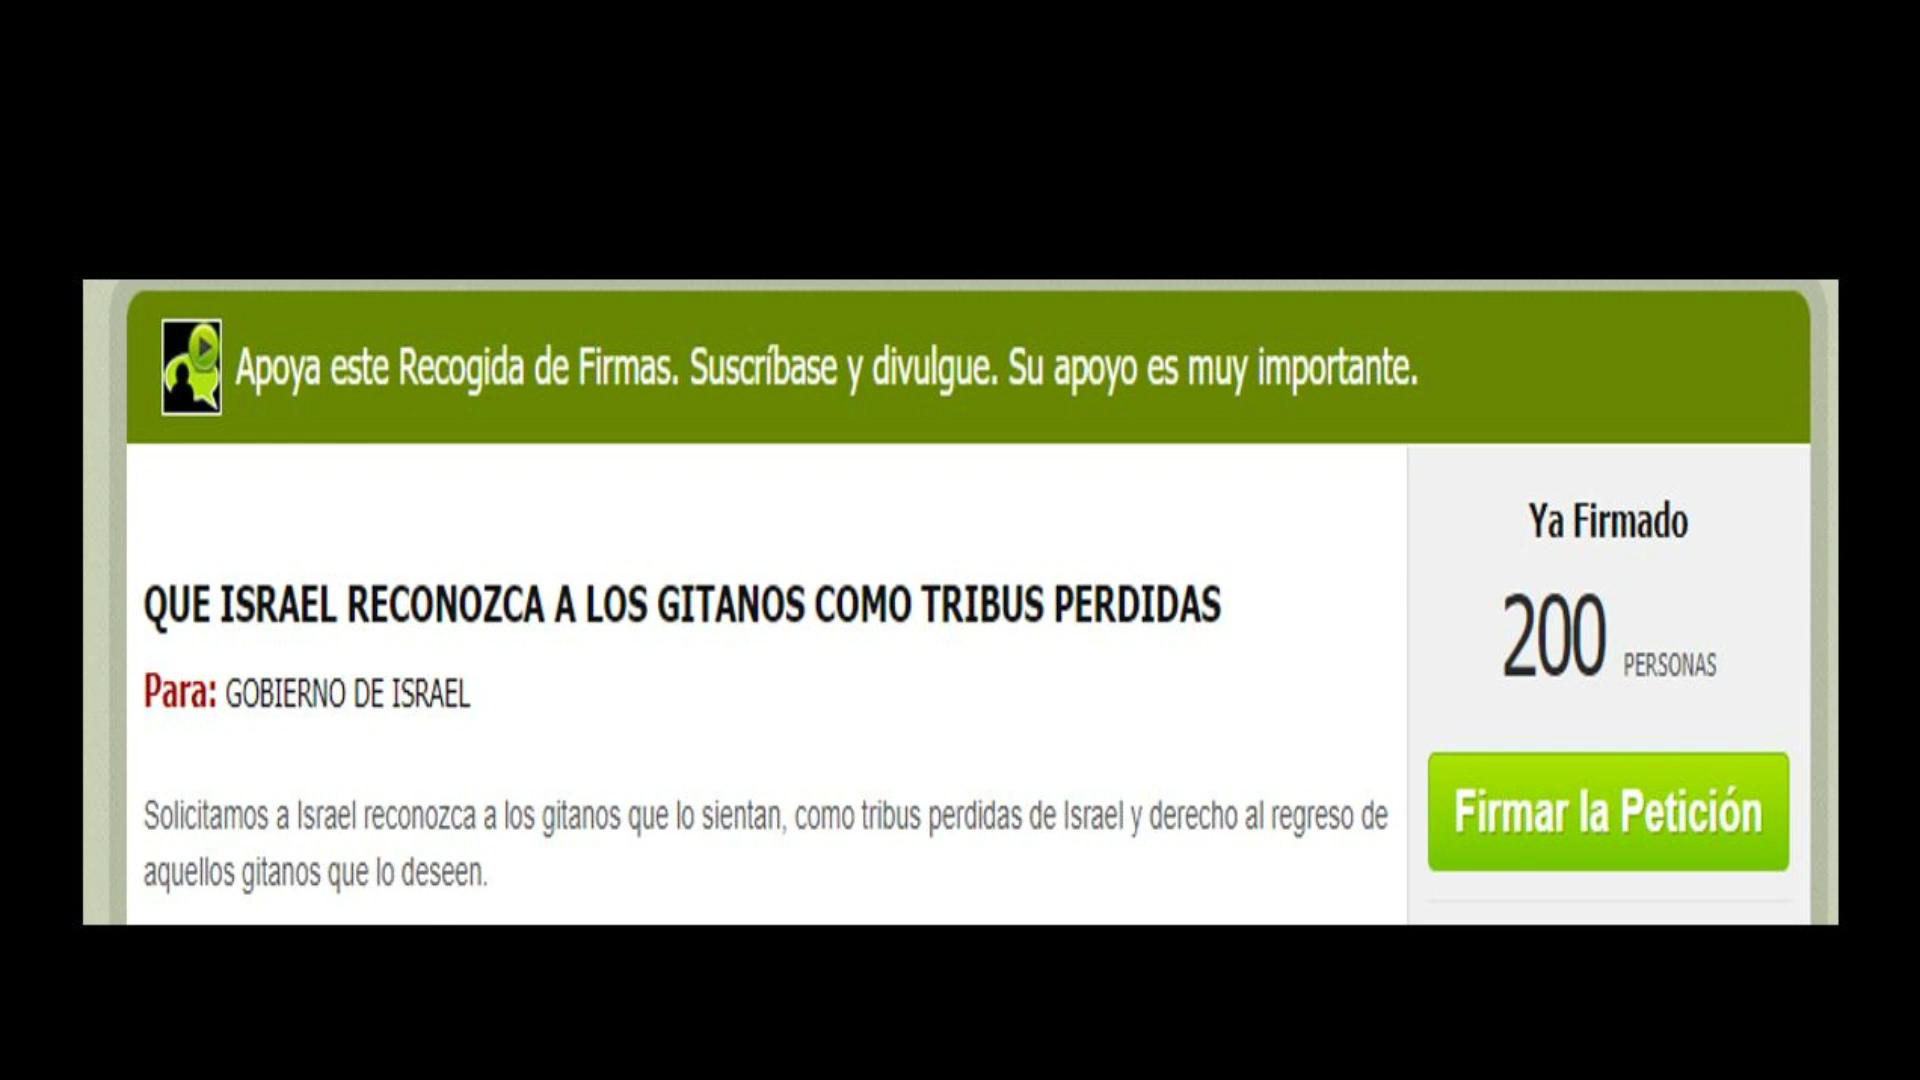 Apoya este Recogida de Firmas. Suscríbase y divulgue. Su apoyo es muy importante.
QUE ISRAEL RECONOZCA A LOS GITANOS COMO TRIBUS PERDIDAS
Para: GOBIERNO DE ISRAEL
Solicitamos a Israel reconozca a los gitanos que lo sientan, como tribus perdidas de Israel y derecho al regreso de
aquellos gitanos que lo deseen.
Ya Firmado
200 PERSONAS
Firmar la Petición